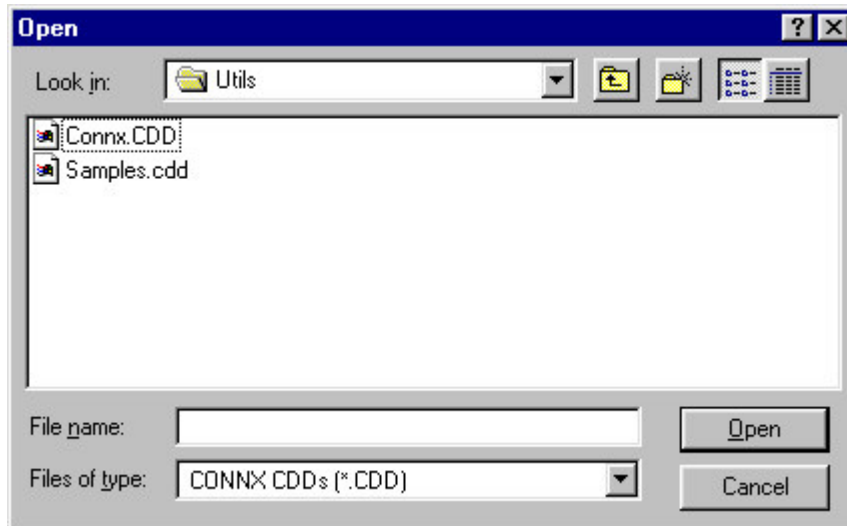 Open
Look in: Utils
Connx.CDD
Samples.cdd
File name: Open
Files of type: CONNX CDDs (*.CDD) Cancel